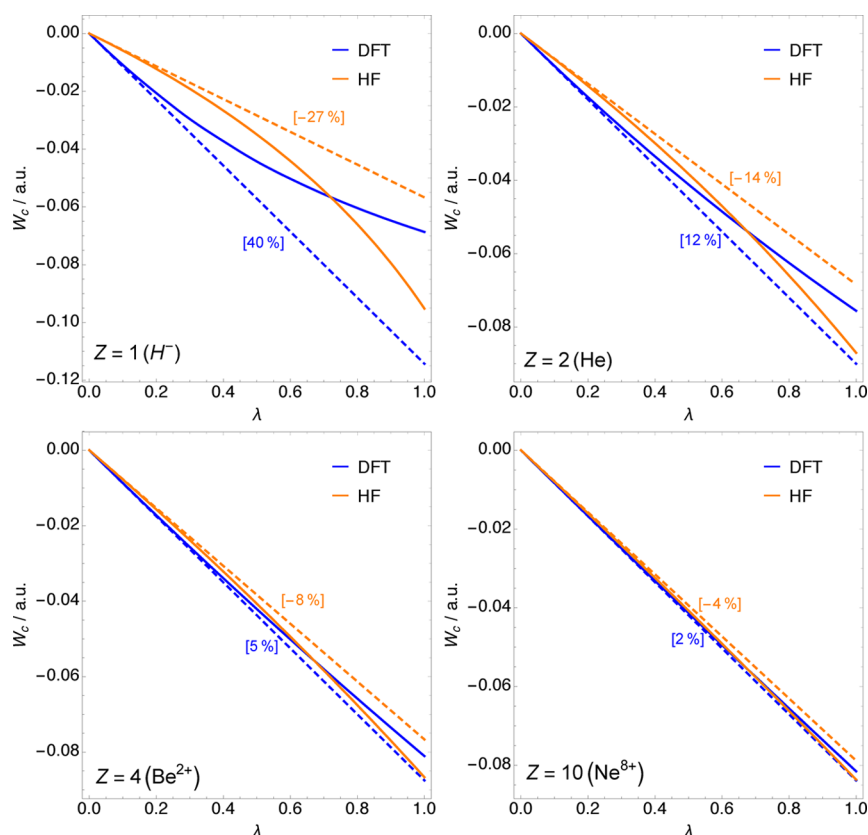 0.00
−0.02
−0.04
−0.06
−0.08
−0.10
−0.12
W_c / a.u.
DFT
HF
[−27 %]
[40 %]
Z = 1 (H⁻)
0.0 0.2 0.4 0.6 0.8 1.0
λ
0.00
−0.02
−0.04
−0.06
−0.08
W_c / a.u.
DFT
HF
[−14 %]
[12 %]
Z = 2 (He)
0.0 0.2 0.4 0.6 0.8 1.0
λ
0.00
−0.02
−0.04
−0.06
−0.08
W_c / a.u.
DFT
HF
[−8 %]
[5 %]
Z = 4 (Be²⁺)
0.0 0.2 0.4 0.6 0.8 1.0
λ
0.00
−0.02
−0.04
−0.06
−0.08
W_c / a.u.
DFT
HF
[−4 %]
[2 %]
Z = 10 (Ne⁸⁺)
0.0 0.2 0.4 0.6 0.8 1.0
λ